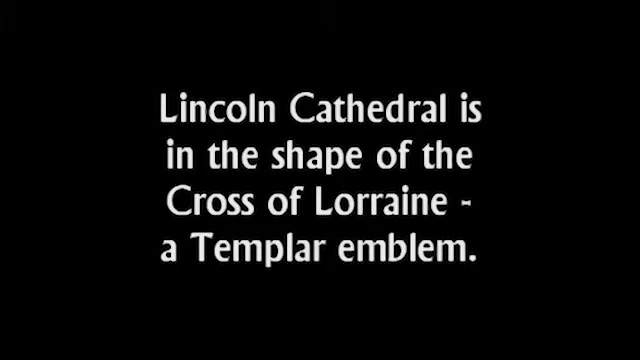 Lincoln Cathedral is
in the shape of the
Cross of Lorraine -
a Templar emblem.